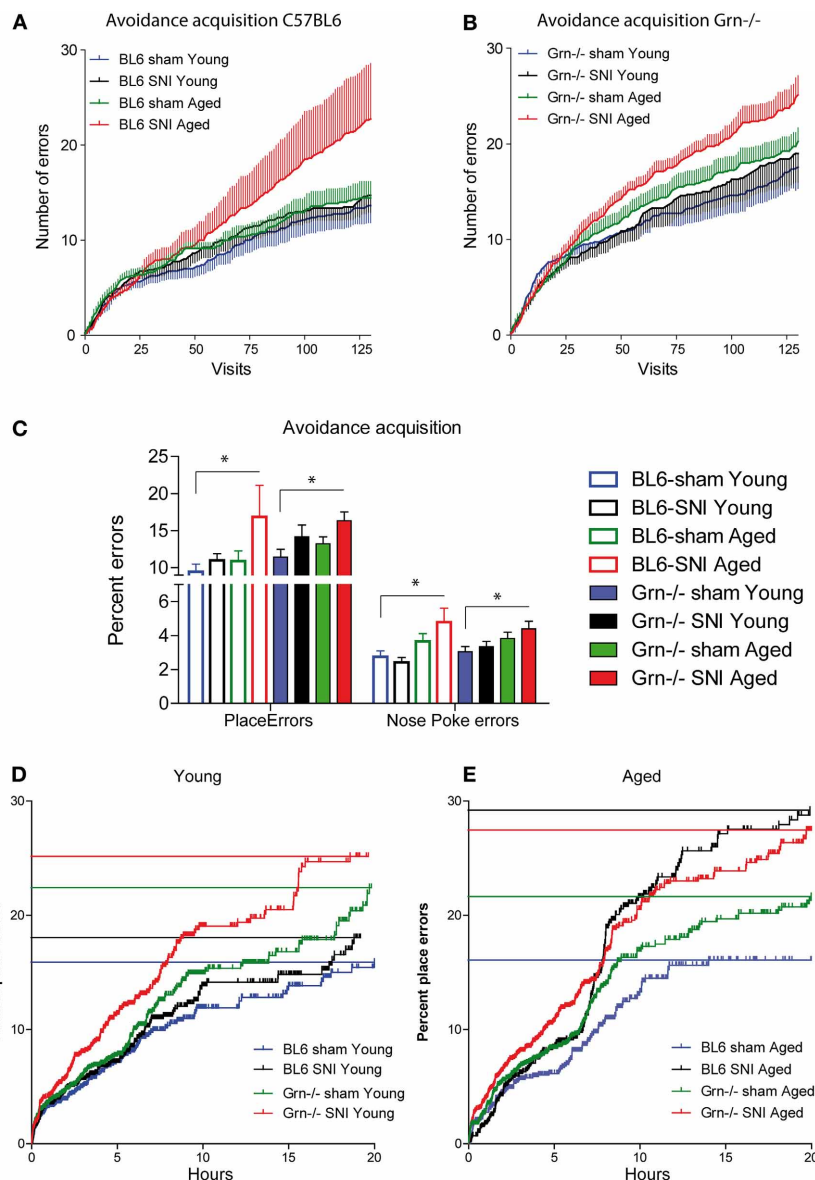 A
Avoidance acquisition C57BL6
30
20
10
0
Number of errors
BL6 sham Young
BL6 SNI Young
BL6 sham Aged
BL6 SNI Aged
0 25 50 75 100 125
Visits
B
Avoidance acquisition Grn-/-
30
20
10
0
Number of errors
Grn-/- sham Young
Grn-/- SNI Young
Grn-/- sham Aged
Grn-/- SNI Aged
0 25 50 75 100 125
Visits
C
Avoidance acquisition
25
20
15
10
6
4
2
0
Percent errors
* * * *
PlaceErrors Nose Poke errors
BL6-sham Young
BL6-SNI Young
BL6-sham Aged
BL6-SNI Aged
Grn-/- sham Young
Grn-/- SNI Young
Grn-/- sham Aged
Grn-/- SNI Aged
D
Young
30
20
10
0
BL6 sham Young
BL6 SNI Young
Grn-/- sham Young
Grn-/- SNI Young
0 5 10 15 20
Hours
E
Aged
30
20
10
0
Percent place errors
BL6 sham Aged
BL6 SNI Aged
Grn-/- sham Aged
Grn-/- SNI Aged
0 5 10 15 20
Hours